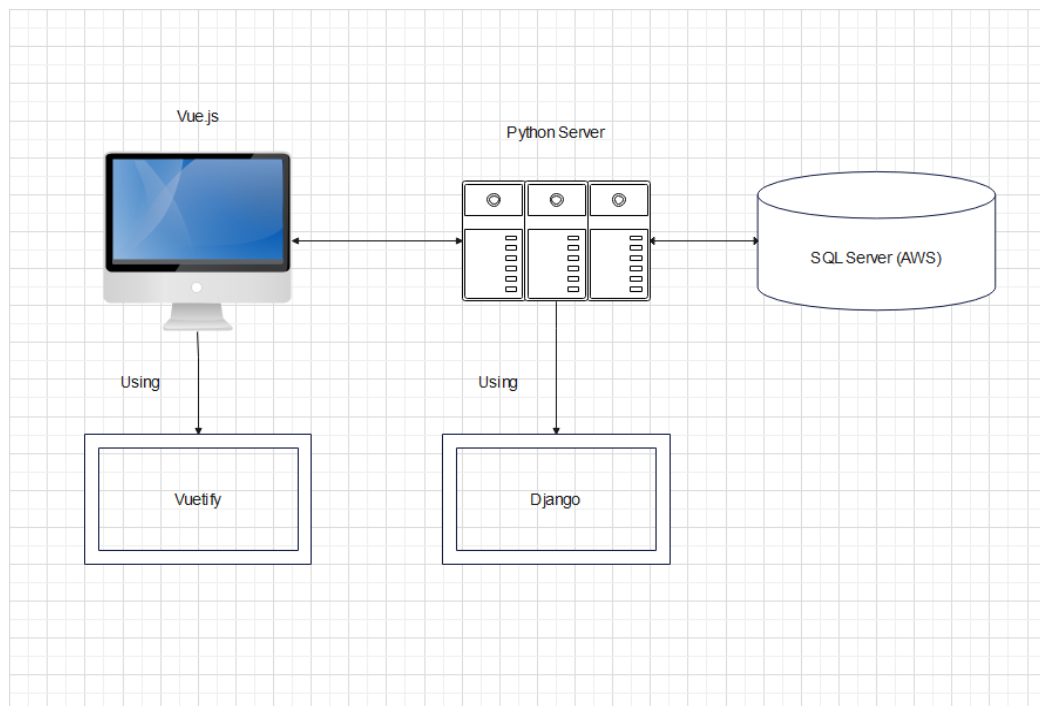 Vue.js
Python Server
SQL Server (AWS)
Using
Using
Vuetify
Django